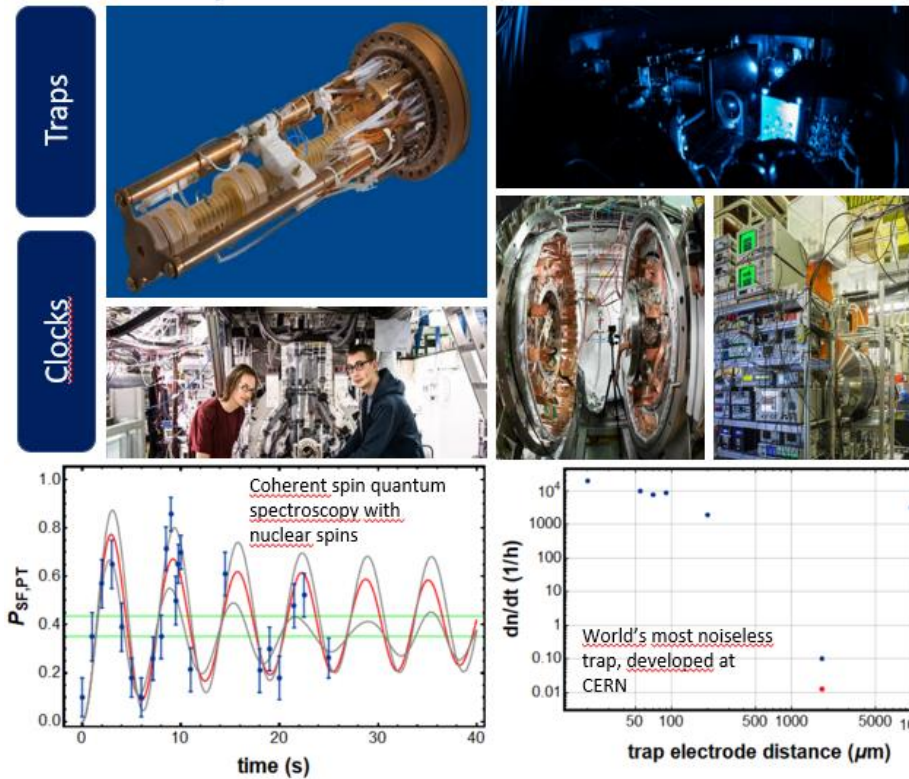 Traps
Clocks
Coherent spin quantum
spectroscopy with
nuclear spins
P_SF,PT
0.8
0.6
0.4
0.2
0.0
0
10
20
30
40
time (s)
World's most noiseless
trap, developed at
CERN
dn/dt (1/h)
10^4
1000
100
10
1
0.10
0.01
50
100
500
1000
5000
trap electrode distance (μm)